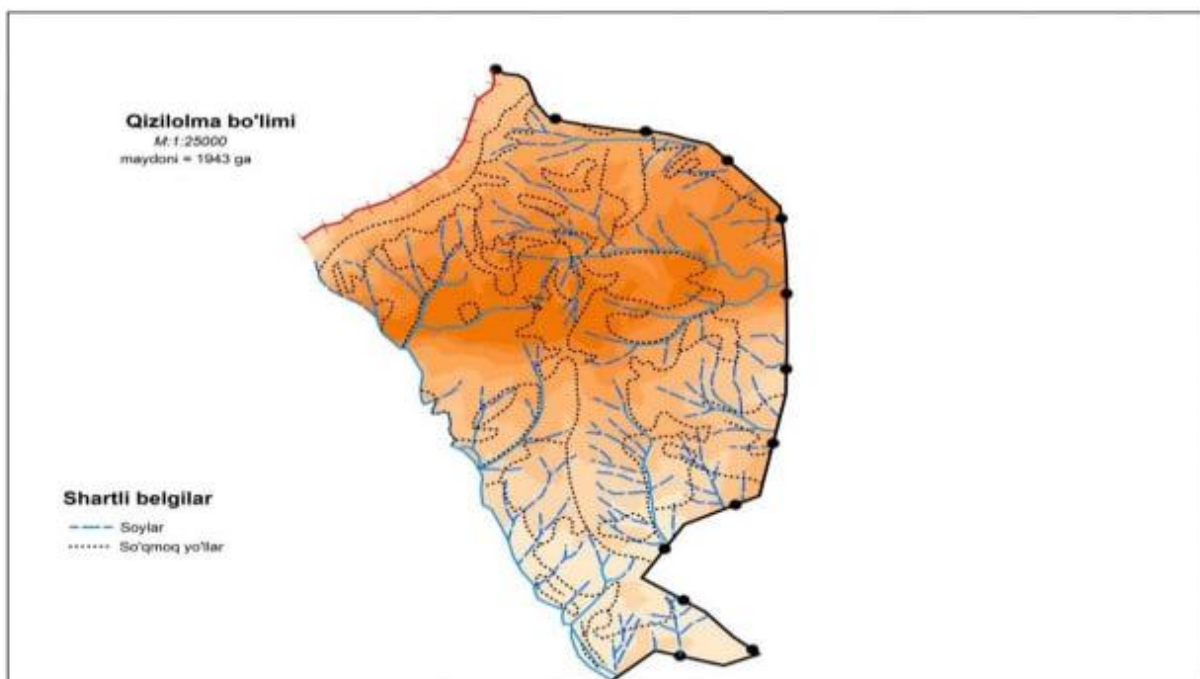 Qizilolma bo'limi
M:1:25000
maydoni = 1943 ga
Shartli belgilar
Soylar
So'qmoq yo'llar